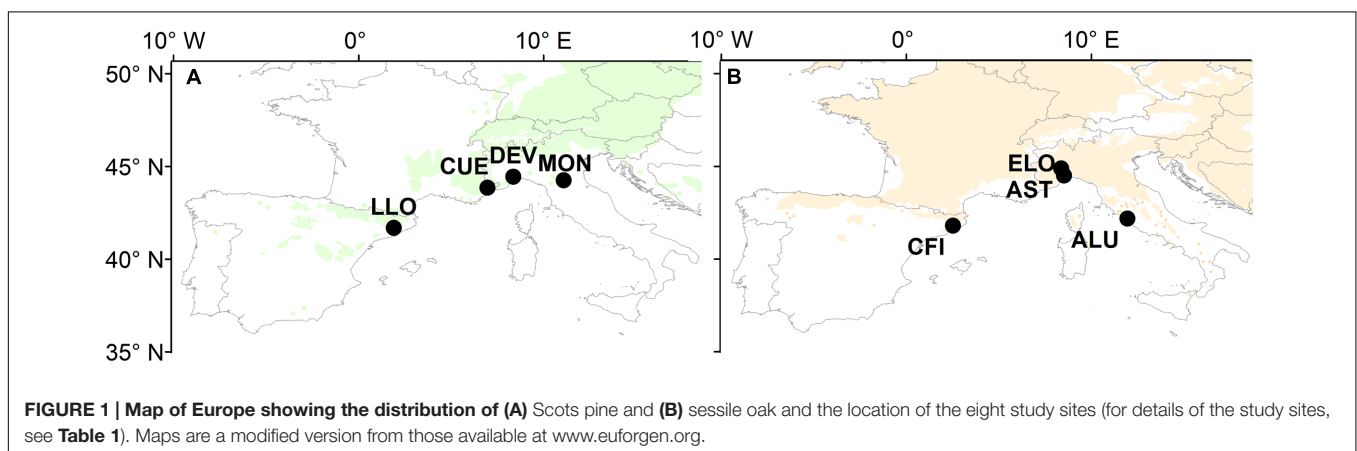 10° W 0° 10° E 10° W 0° 10° E
50° N A B
45° N CUE DEV MON ELO
AST
LLO
40° N CFI ALU
35° N
FIGURE 1 | Map of Europe showing the distribution of (A) Scots pine and (B) sessile oak and the location of the eight study sites (for details of the study sites,
see Table 1). Maps are a modified version from those available at www.euforgen.org.